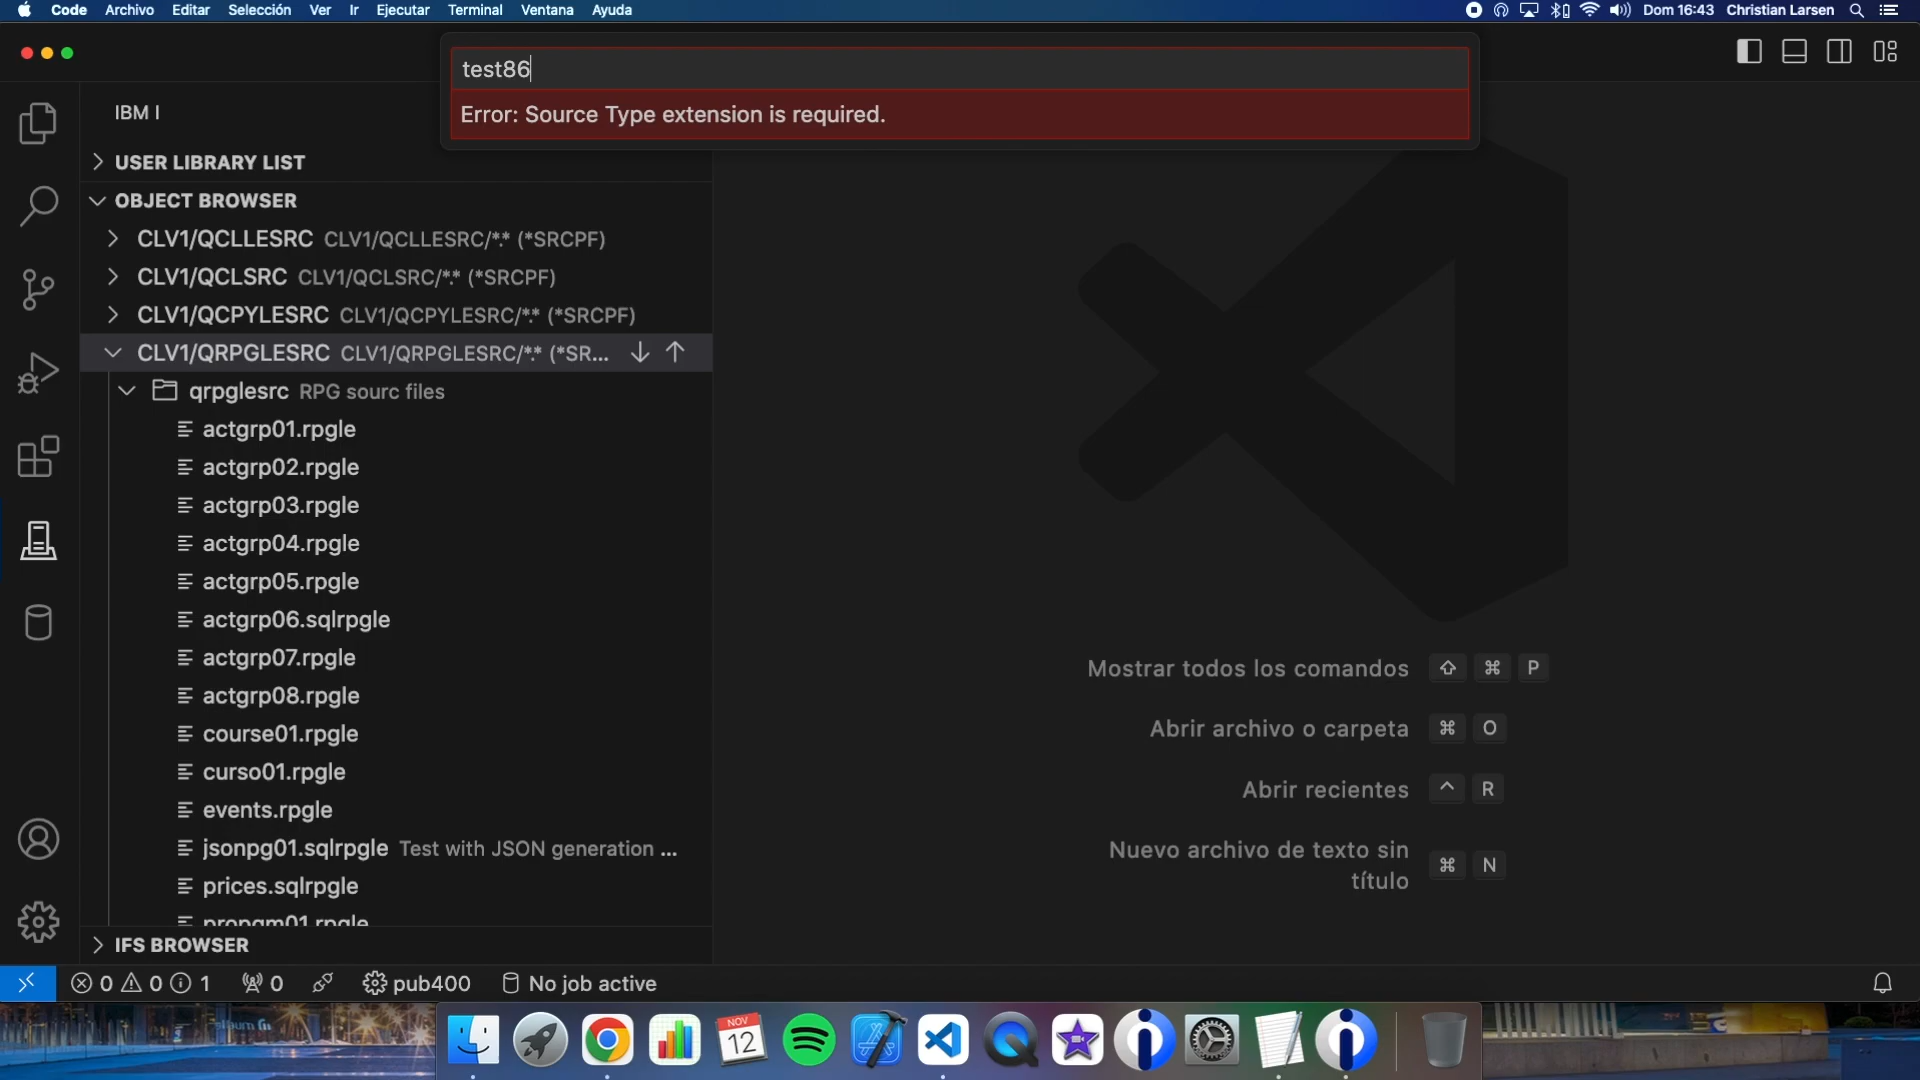 Code Archivo Editar Selección Ver Ir Ejecutar Terminal Ventana Ayuda Dom 16:43 Christian Larsen
test86
Error: Source Type extension is required.
IBM I
USER LIBRARY LIST
OBJECT BROWSER
CLV1/QCLLESRC CLV1/QCLLESRC/*.* (*SRCPF)
CLV1/QCLSRC CLV1/QCLSRC/*.* (*SRCPF)
CLV1/QCPYLESRC CLV1/QCPYLESRC/*.* (*SRCPF)
CLV1/QRPGLESRC CLV1/QRPGLESRC/*.* (*SR...
qrpglesrc RPG sourc files
actgrp01.rpgle
actgrp02.rpgle
actgrp03.rpgle
actgrp04.rpgle
actgrp05.rpgle
actgrp06.sqlrpgle
actgrp07.rpgle
actgrp08.rpgle
course01.rpgle
curso01.rpgle
events.rpgle
jsonpg01.sqlrpgle Test with JSON generation ...
prices.sqlrpgle
propgm01.rpgle
IFS BROWSER
Mostrar todos los comandos ⇧ ⌘ P
Abrir archivo o carpeta ⌘ O
Abrir recientes ^ R
Nuevo archivo de texto sin
título ⌘ N
0 0 1 0 pub400 No job active
NOV
12